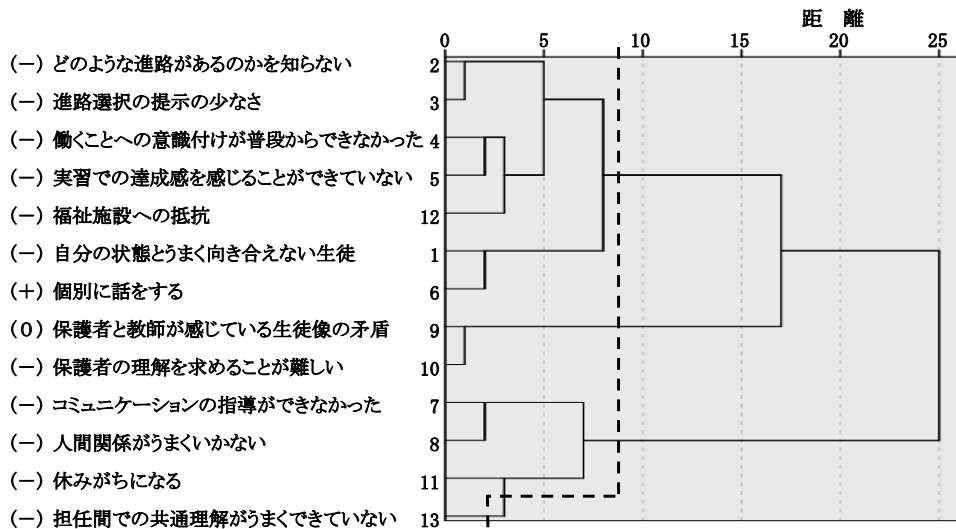 距 離
0 5 10 15 20 25
(－) どのような進路があるのかを知らない 2
(－) 進路選択の提示の少なさ 3
(－) 働くことへの意識付けが普段からできなかった 4
(－) 実習での達成感を感じることができていない 5
(－) 福祉施設への抵抗 12
(－) 自分の状態とうまく向き合えない生徒 1
(＋) 個別に話をする 6
(０) 保護者と教師が感じている生徒像の矛盾 9
(－) 保護者の理解を求めることが難しい 10
(－) コミュニケーションの指導ができなかった 7
(－) 人間関係がうまくいかない 8
(－) 休みがちになる 11
(－) 担任間での共通理解がうまくできていない 13